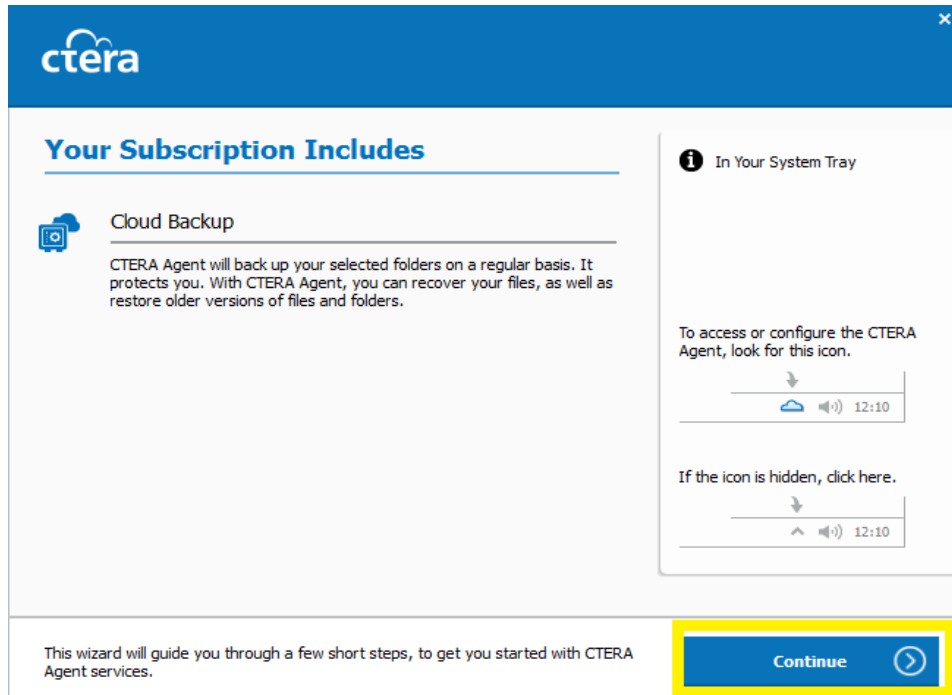 ctera
Your Subscription Includes
Cloud Backup
CTERA Agent will back up your selected folders on a regular basis. It
protects you. With CTERA Agent, you can recover your files, as well as
restore older versions of files and folders.
In Your System Tray
To access or configure the CTERA
Agent, look for this icon.
12:10
If the icon is hidden, click here.
12:10
This wizard will guide you through a few short steps, to get you started with CTERA
Agent services.
Continue